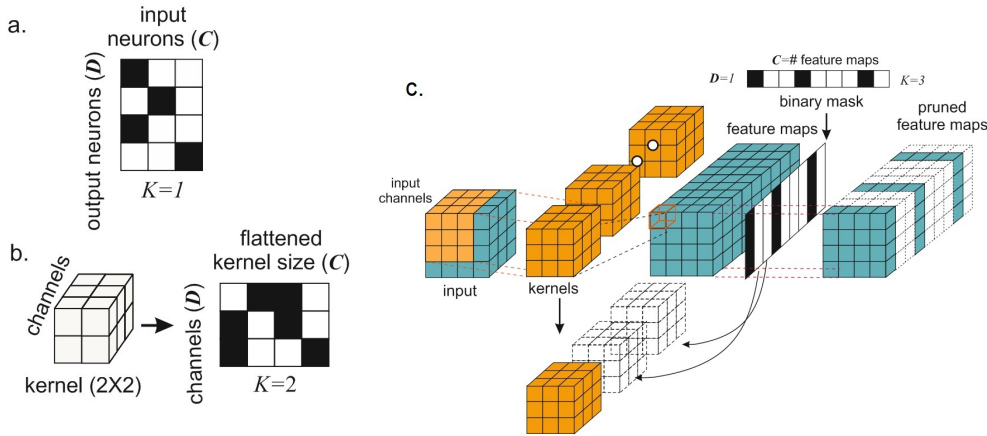 a.
input
neurons (C)
output neurons (D)
K=1
b.
channels
kernel (2X2)
flattened
kernel size (C)
channels (D)
K=2
c.
C=# feature maps
D=1
K=3
binary mask
feature maps
pruned
feature maps
input
channels
input
kernels